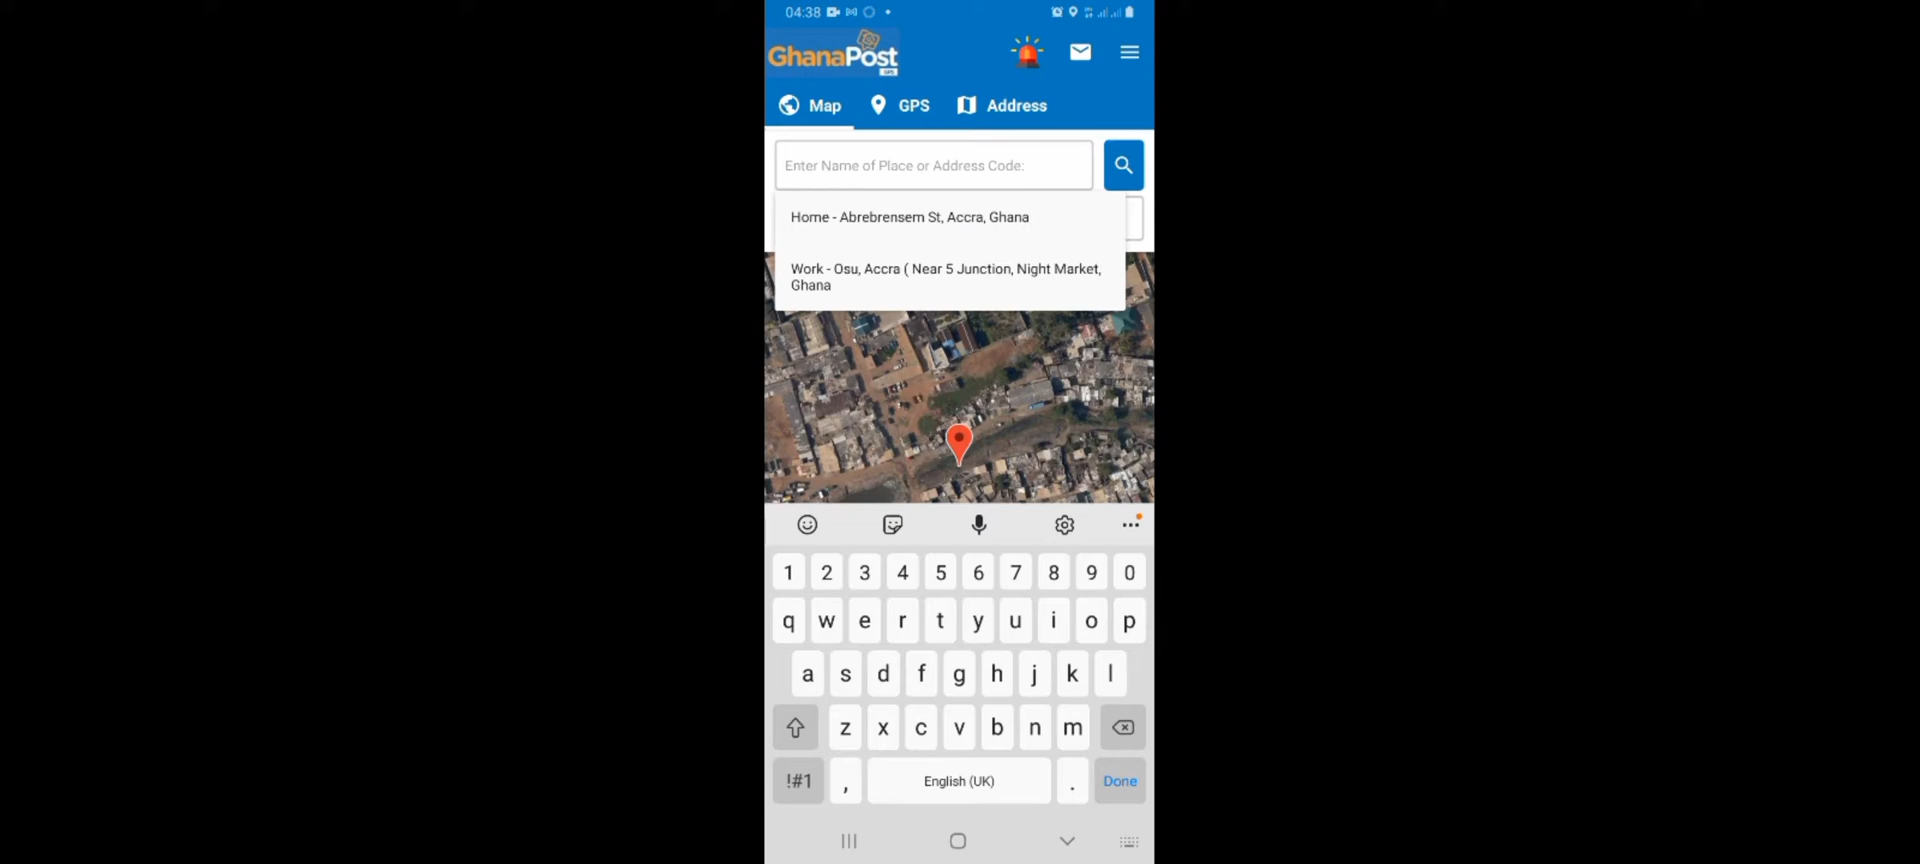 04:38
GhanaPost
GPS
Map GPS Address
Enter Name of Place or Address Code:
Home - Abrebrensem St, Accra, Ghana
Work - Osu, Accra ( Near 5 Junction, Night Market,
Ghana
1 2 3 4 5 6 7 8 9 0
q w e r t y u i o p
a s d f g h j k l
z x c v b n m
!#1 , English (UK) . Done